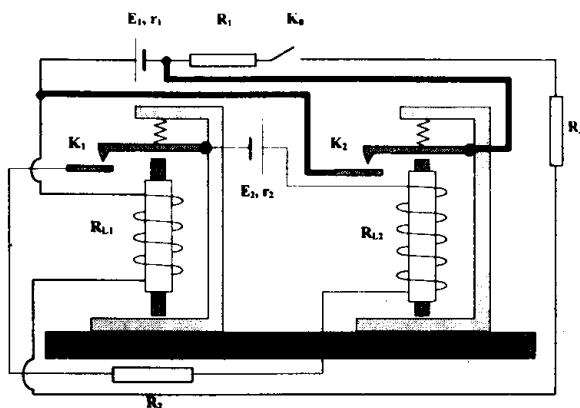 E₁, r₁
R₁
K₀
K₁
K₂
E₂, r₂
R_L1
R_L2
R₂